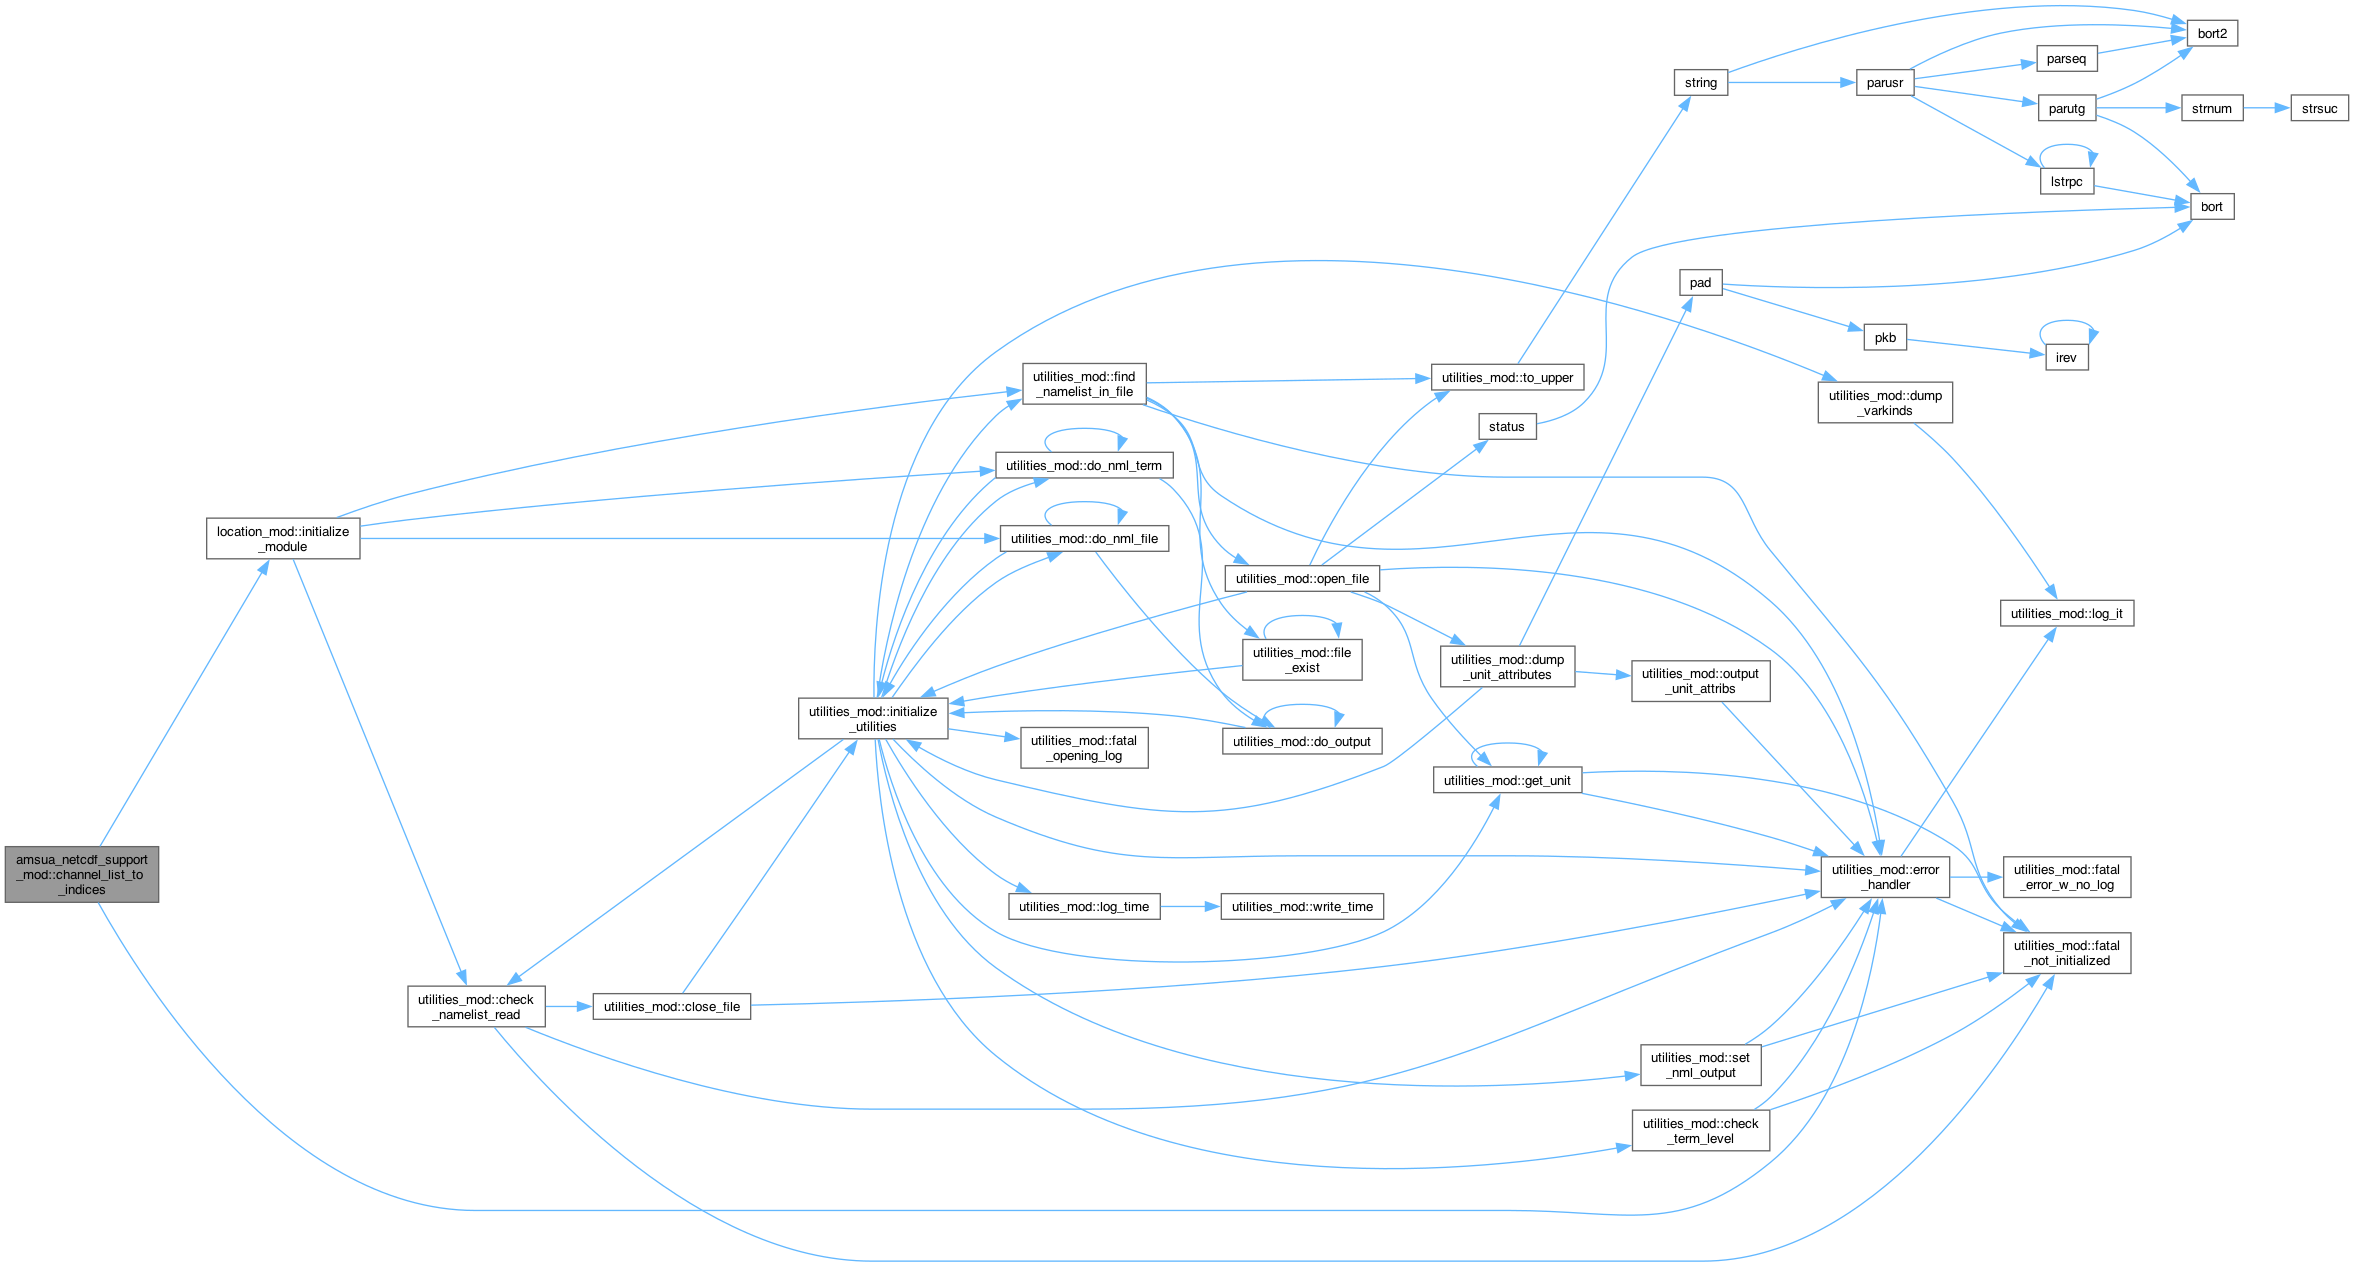 bort2
parseq
string
parusr
parutg
strnum
strsuc
lstrpc
bort
pad
pkb
irev
utilities_mod::find
_namelist_in_file
utilities_mod::to_upper
utilities_mod::dump
_varkinds
status
utilities_mod::do_nml_term
location_mod::initialize
_module
utilities_mod::do_nml_file
utilities_mod::open_file
utilities_mod::log_it
utilities_mod::file
_exist
utilities_mod::dump
_unit_attributes
utilities_mod::output
_unit_attribs
utilities_mod::initialize
_utilities
utilities_mod::fatal
_opening_log
utilities_mod::do_output
utilities_mod::get_unit
amsua_netcdf_support
_mod::channel_list_to
_indices
utilities_mod::error
_handler
utilities_mod::fatal
_error_w_no_log
utilities_mod::log_time
utilities_mod::write_time
utilities_mod::fatal
_not_initialized
utilities_mod::check
_namelist_read
utilities_mod::close_file
utilities_mod::set
_nml_output
utilities_mod::check
_term_level